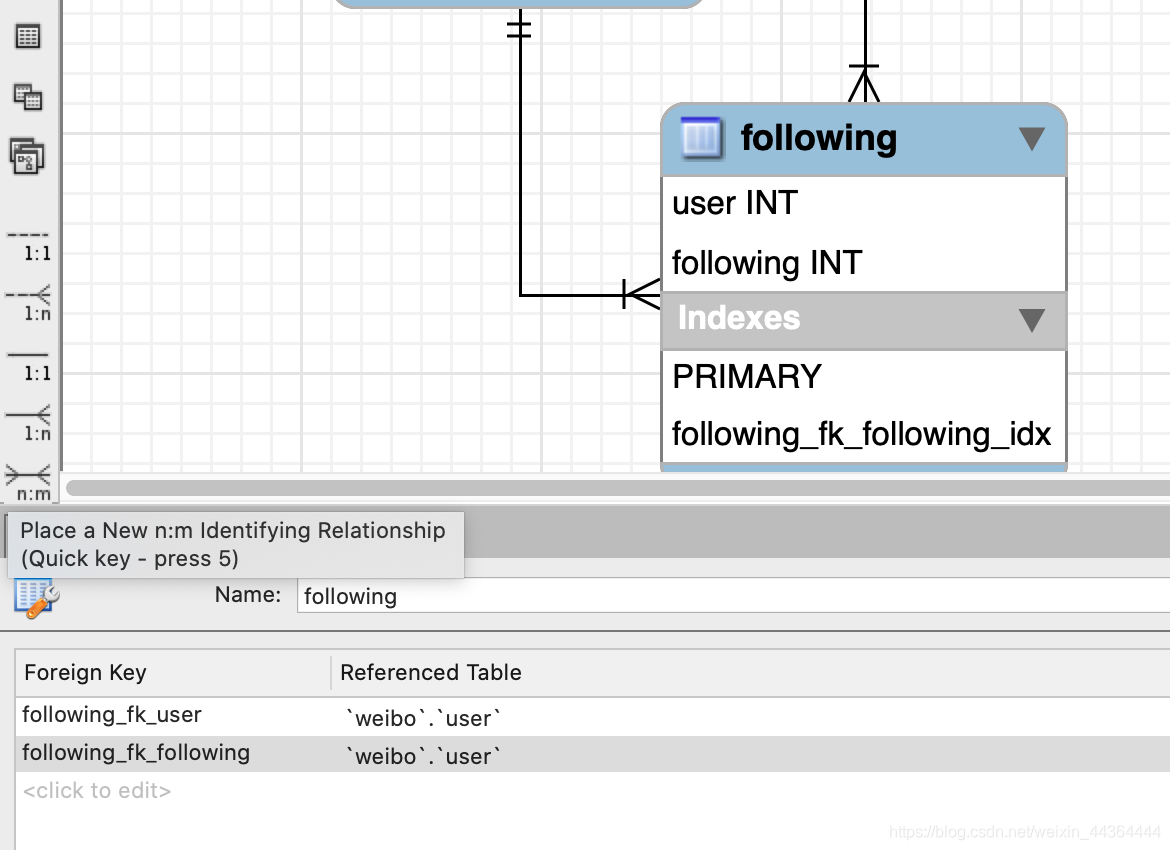 following
user INT
following INT
Indexes
PRIMARY
following_fk_following_idx
1:1
1:n
1:1
1:n
n:m
Place a New n:m Identifying Relationship
(Quick key - press 5)
Name: following
Foreign Key Referenced Table
following_fk_user `weibo`.`user`
following_fk_following `weibo`.`user`
<click to edit>
https://blog.csdn.net/weixin_44364444